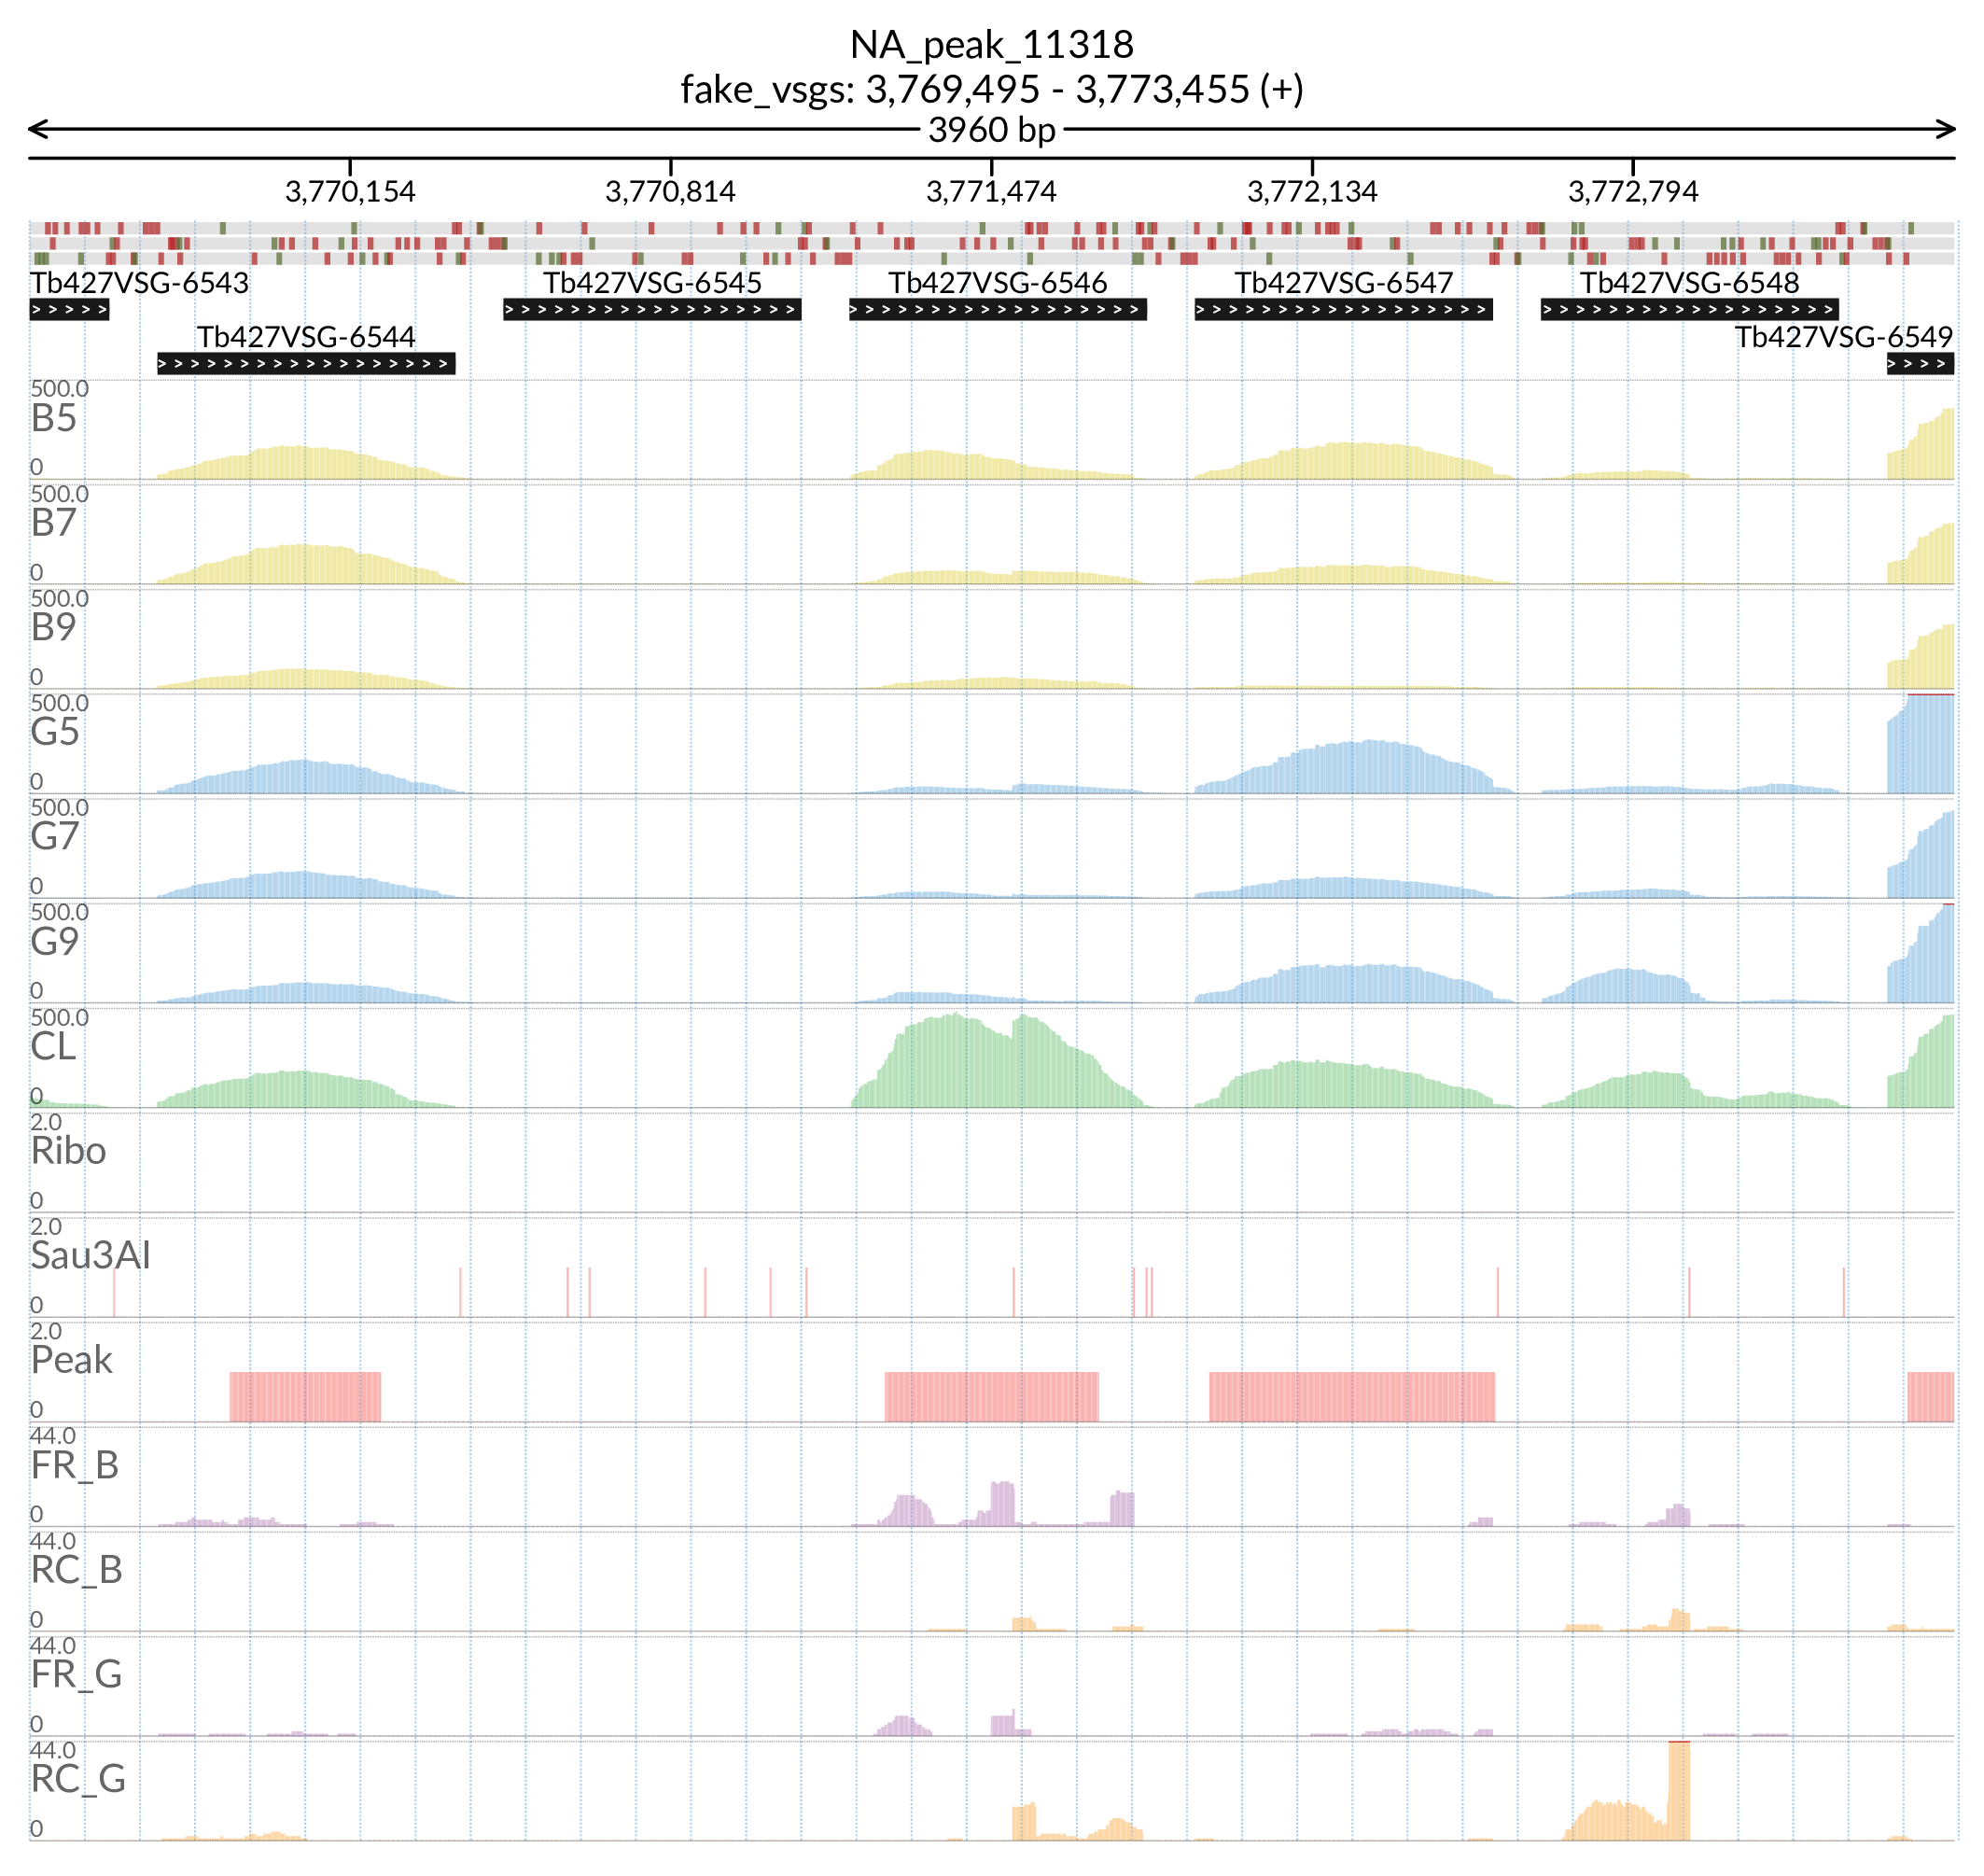 NA_peak_11318
fake_vsgs: 3,769,495 - 3,773,455 (+)
3960 bp
3,770,154 3,770,814 3,771,474 3,772,134 3,772,794
Tb427VSG-6543 Tb427VSG-6545 Tb427VSG-6546 Tb427VSG-6547 Tb427VSG-6548
Tb427VSG-6544 Tb427VSG-6549
500.0
B5
0
500.0
B7
0
500.0
B9
0
500.0
G5
0
500.0
G7
0
500.0
G9
0
500.0
CL
0
2.0
Ribo
0
2.0
Sau3AI
0
2.0
Peak
0
44.0
FR_B
0
44.0
RC_B
0
44.0
FR_G
0
44.0
RC_G
0